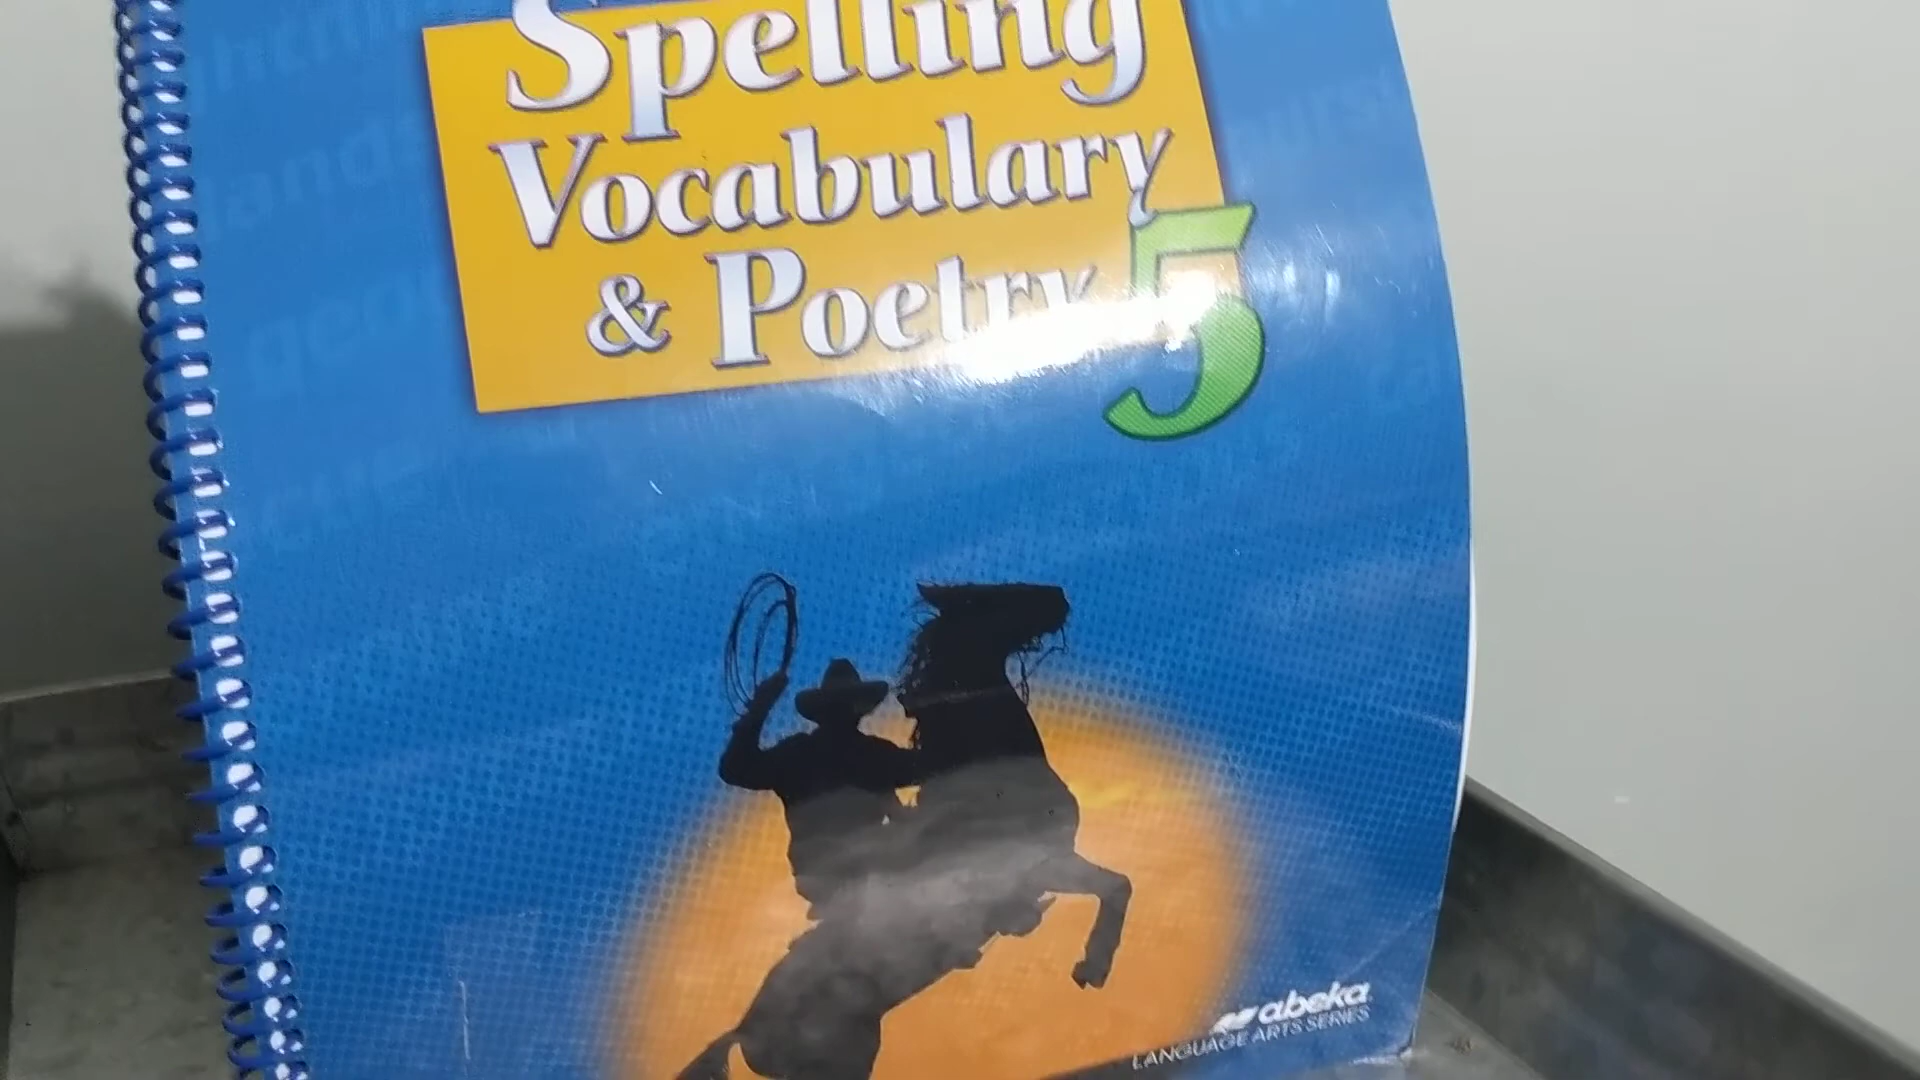 Spelling
Vocabulary
& Poetry 5
abeka
LANGUAGE ARTS SERIES